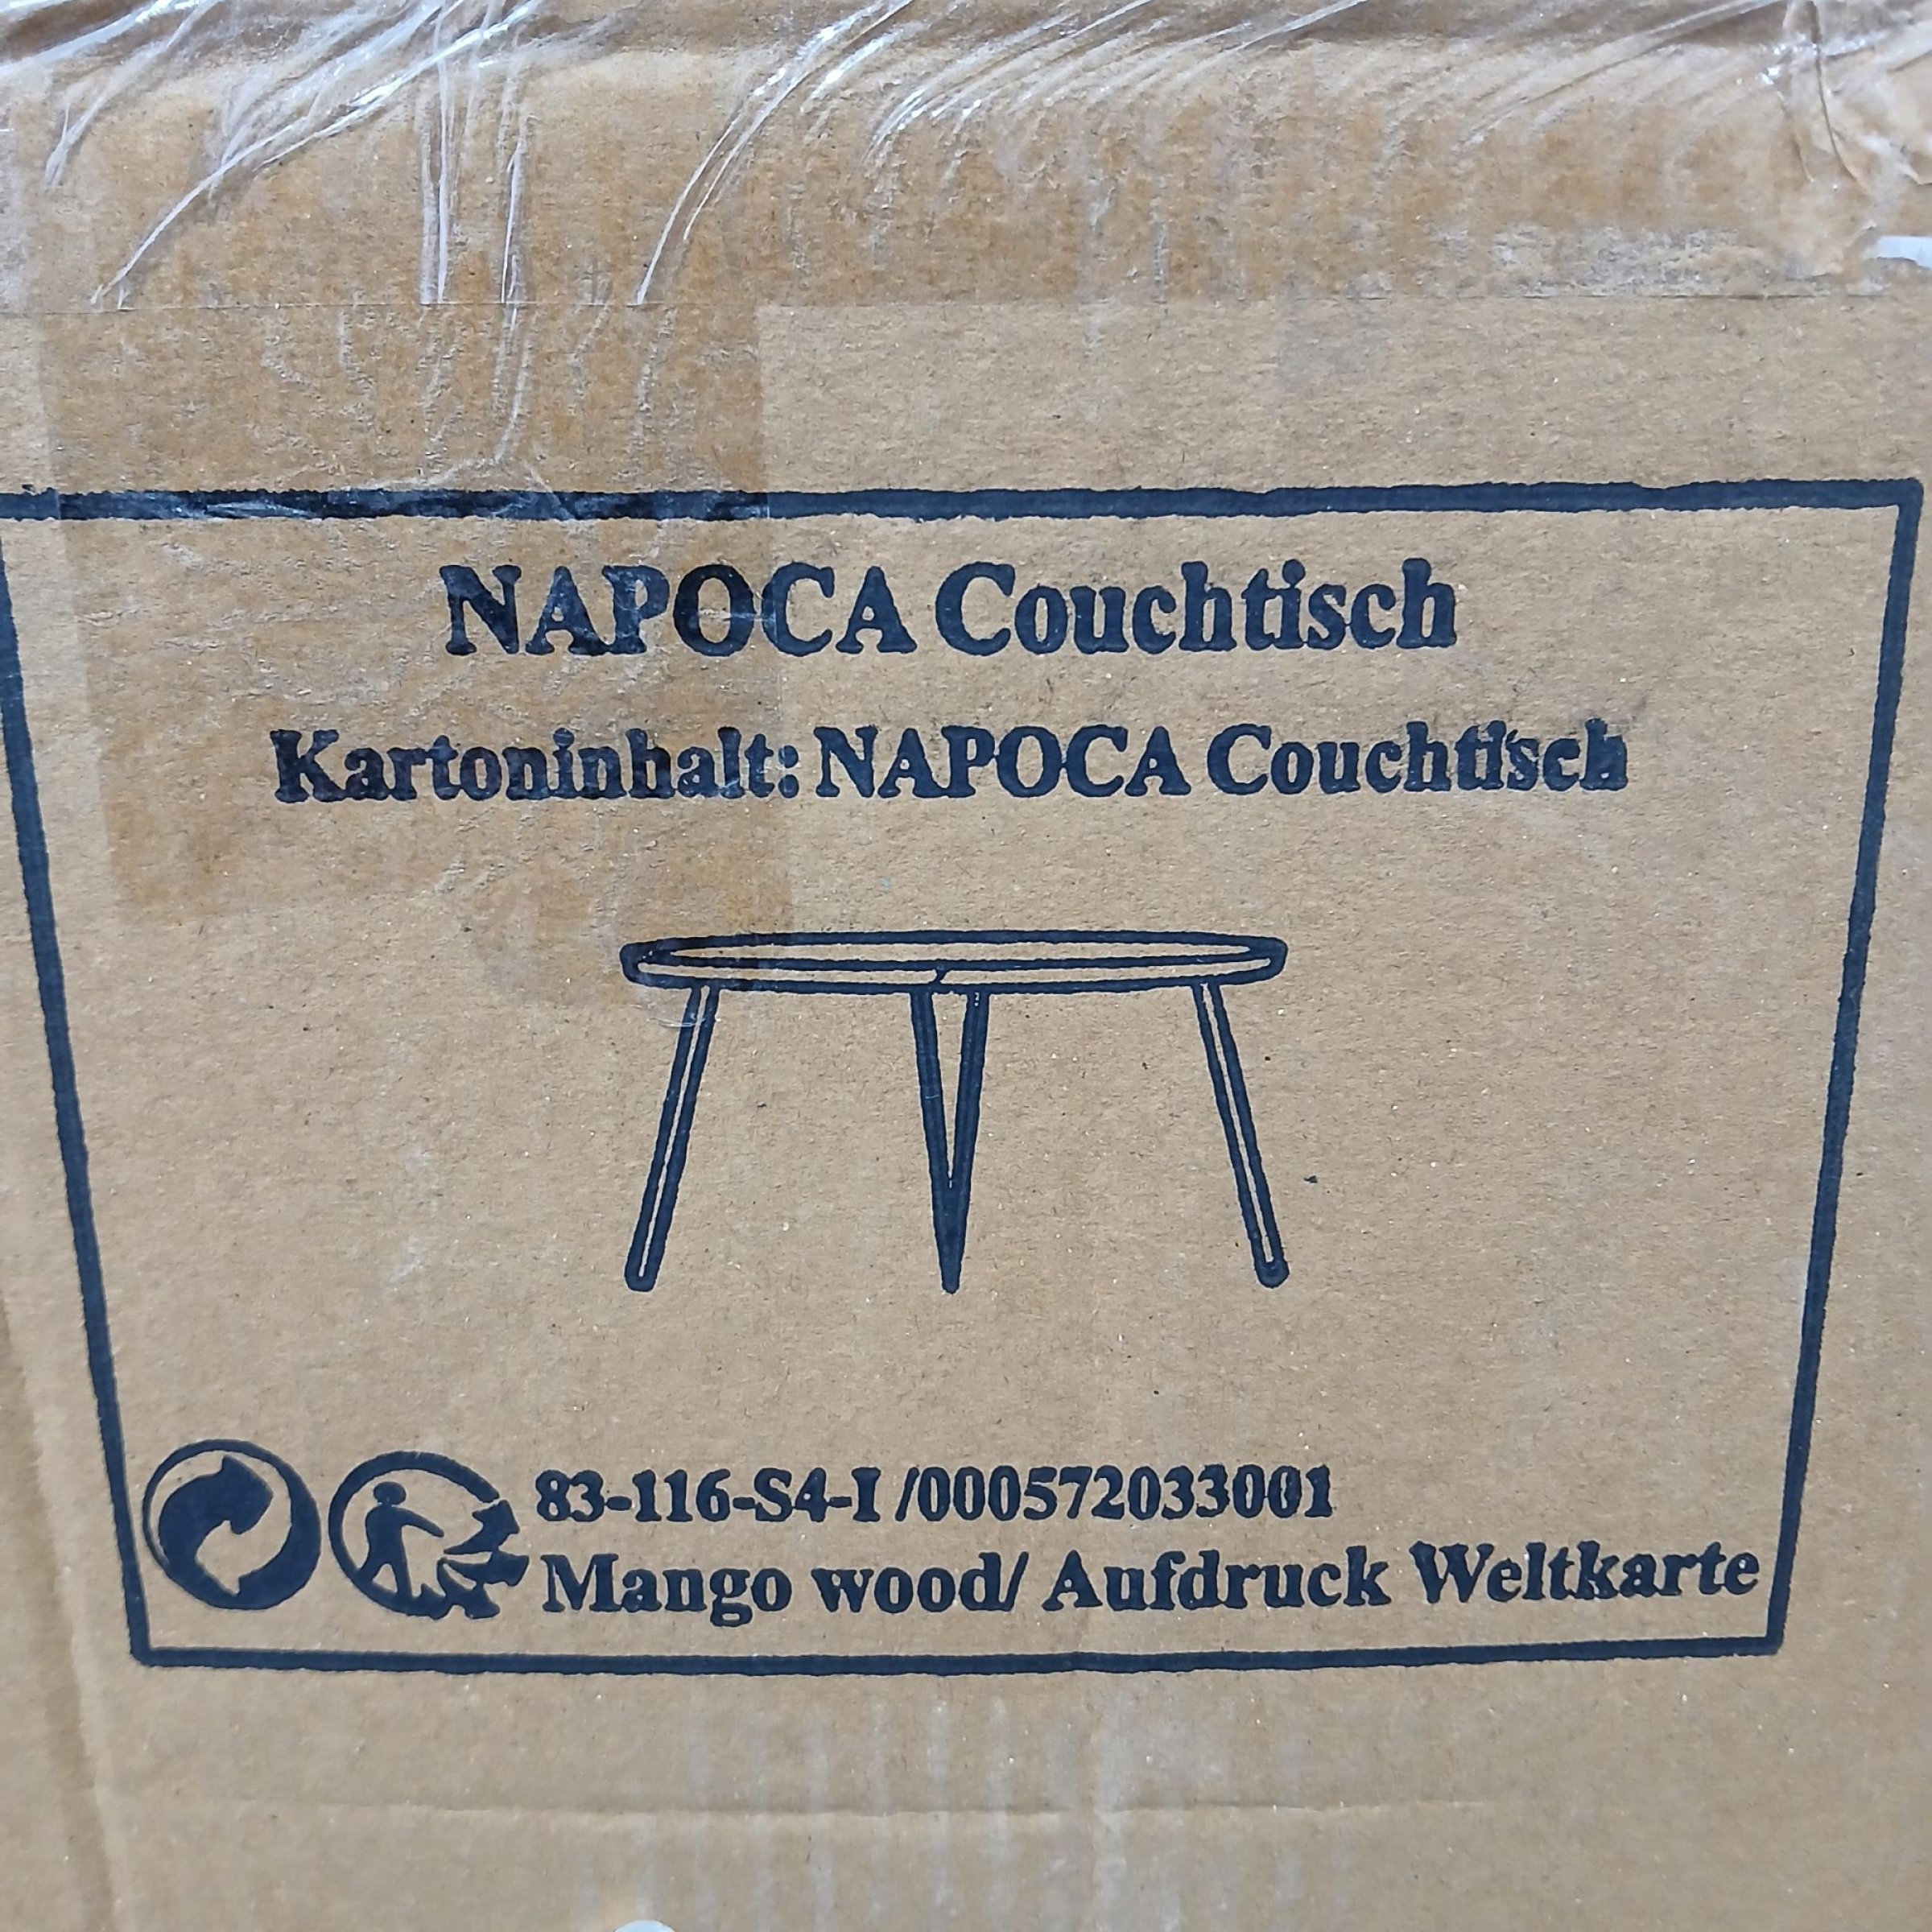 NAPOCA Couchtisch
Kartoninhalt: NAPOCA Couchtisch
83-116-S4-I /000572033001
Mango wood/ Aufdruck Weltkarte